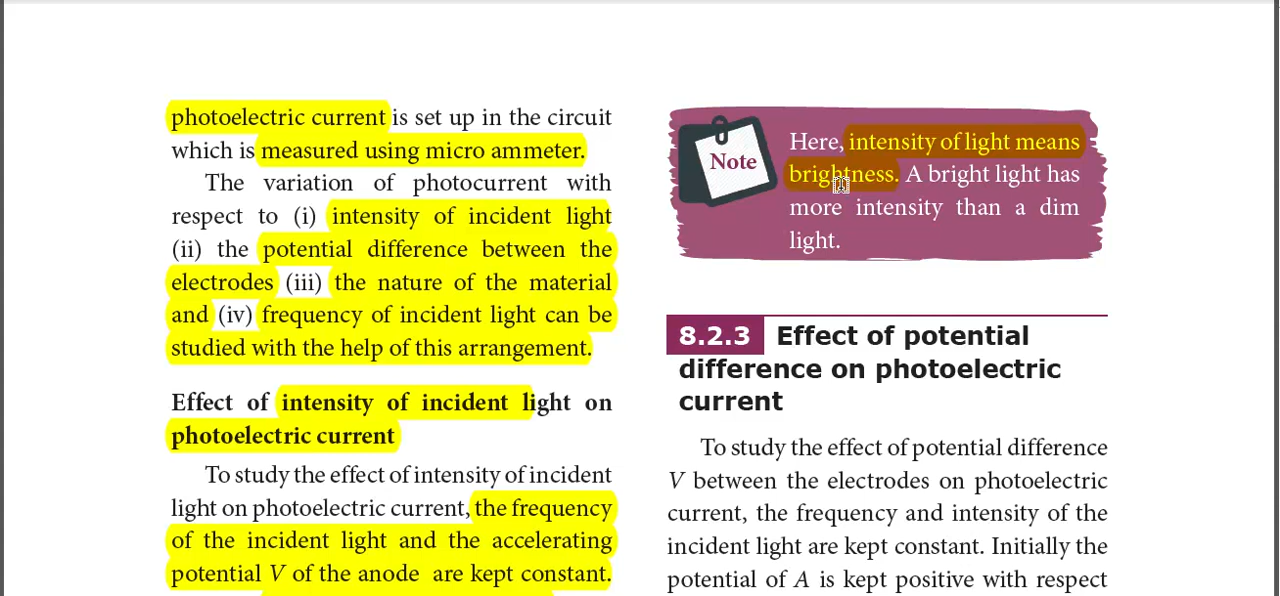 photoelectric current is set up in the circuit
which is measured using micro ammeter.
The variation of photocurrent with
respect to (i) intensity of incident light
(ii) the potential difference between the
electrodes (iii) the nature of the material
and (iv) frequency of incident light can be
studied with the help of this arrangement.
Effect of intensity of incident light on
photoelectric current
To study the effect of intensity of incident
light on photoelectric current, the frequency
of the incident light and the accelerating
potential V of the anode are kept constant.
Note
Here, intensity of light means
brightness. A bright light has
more intensity than a dim
light.
8.2.3 Effect of potential
difference on photoelectric
current
To study the effect of potential difference
V between the electrodes on photoelectric
current, the frequency and intensity of the
incident light are kept constant. Initially the
potential of A is kept positive with respect